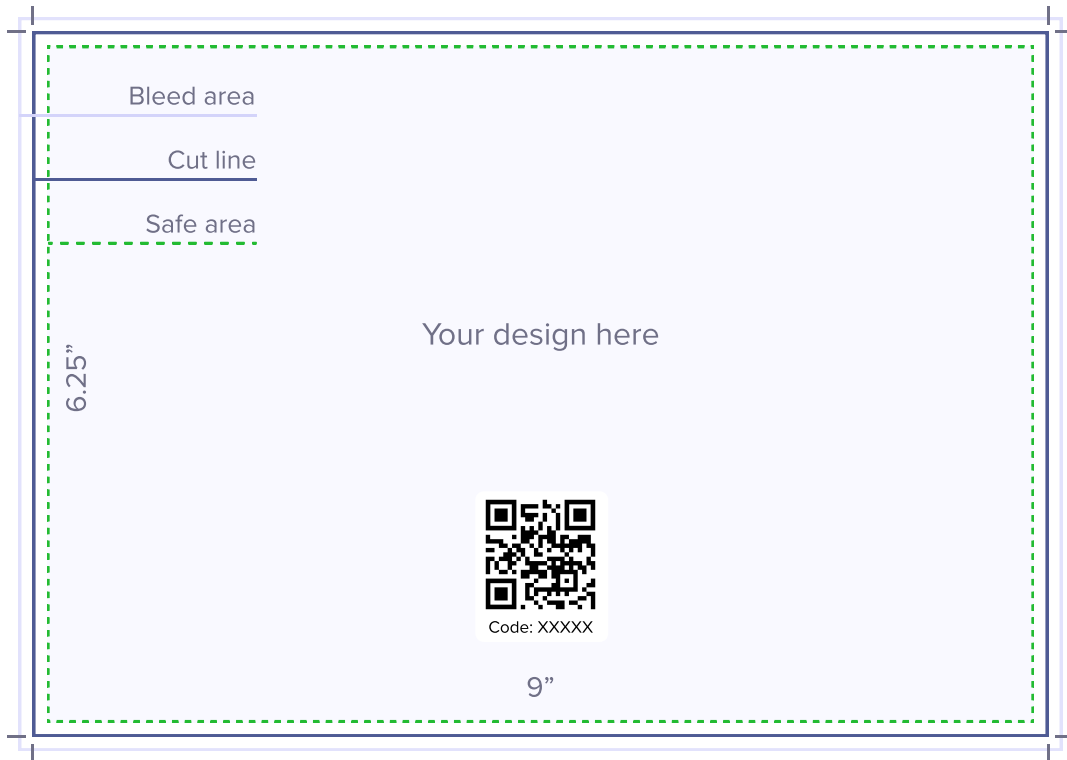 Bleed area
Cut line
Safe area
Your design here
6.25”
Code: XXXXX
9”